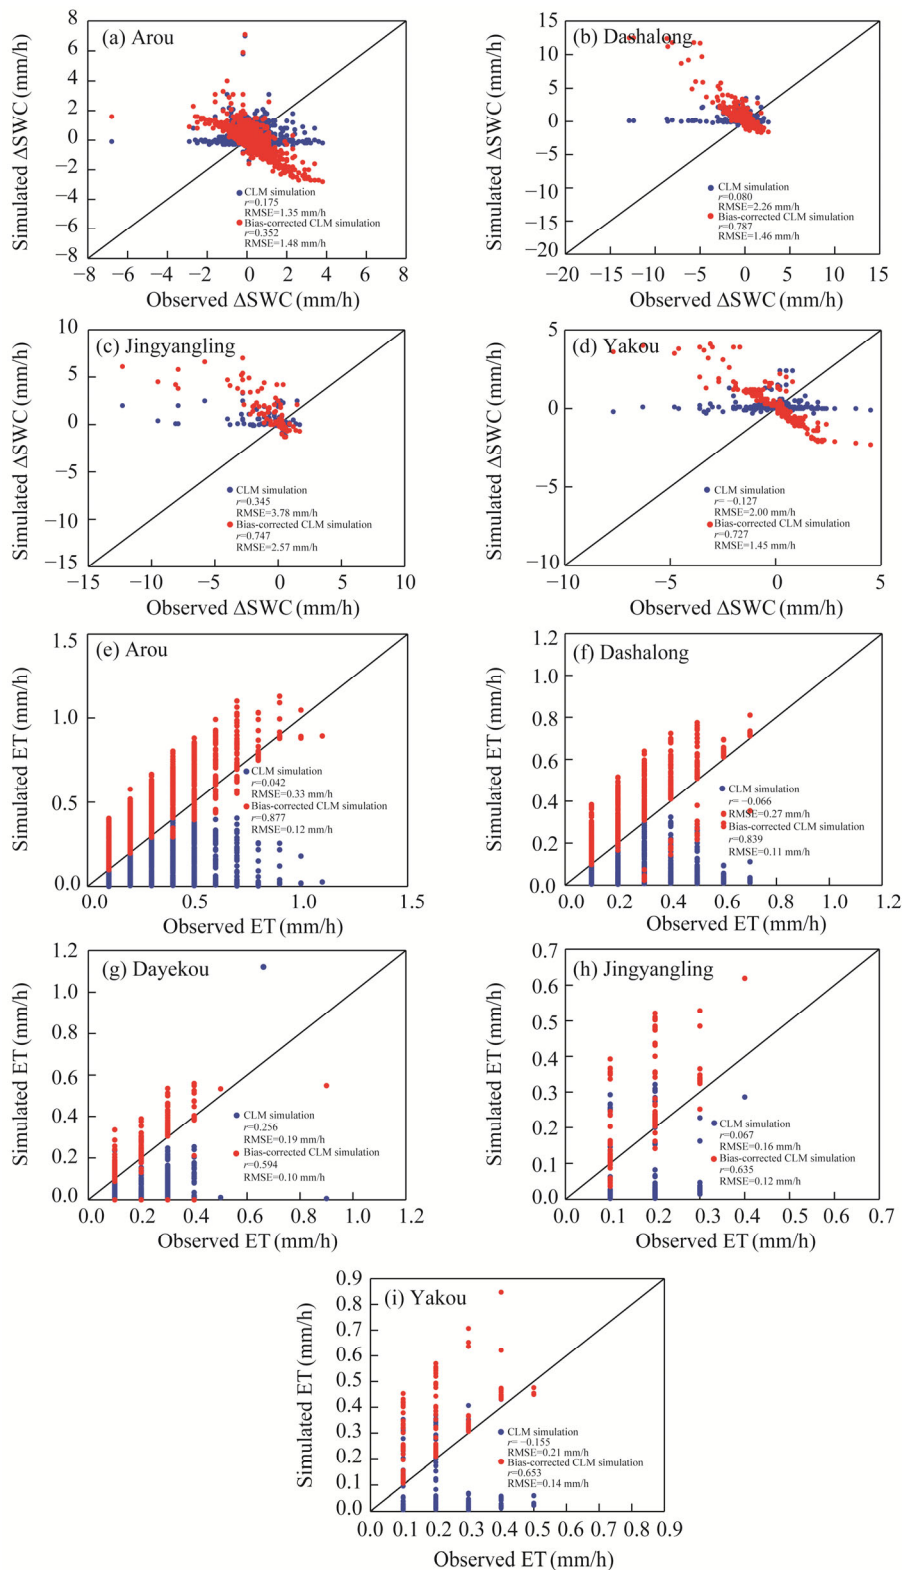 (a) Arou
Simulated ΔSWC (mm/h)
8
6
4
2
0
−2
−4
−6
−8
CLM simulation
r=0.175
RMSE=1.35 mm/h
Bias-corrected CLM simulation
r=0.352
RMSE=1.48 mm/h
−8 −6 −4 −2 0 2 4 6 8
Observed ΔSWC (mm/h)
(b) Dashalong
Simulated ΔSWC (mm/h)
15
10
5
0
−5
−10
−15
−20
CLM simulation
r=0.080
RMSE=2.26 mm/h
Bias-corrected CLM simulation
r=0.787
RMSE=1.46 mm/h
−20 −15 −10 −5 0 5 10 15
Observed ΔSWC (mm/h)
(c) Jingyangling
Simulated ΔSWC (mm/h)
10
5
0
−5
−10
−15
CLM simulation
r=0.345
RMSE=3.78 mm/h
Bias-corrected CLM simulation
r=0.747
RMSE=2.57 mm/h
−15 −10 −5 0 5 10
Observed ΔSWC (mm/h)
(d) Yakou
Simulated ΔSWC (mm/h)
5
0
−5
−10
CLM simulation
r= −0.127
RMSE=2.00 mm/h
Bias-corrected CLM simulation
r=0.727
RMSE=1.45 mm/h
−10 −5 0 5
Observed ΔSWC (mm/h)
(e) Arou
Simulated ET (mm/h)
1.5
1.0
0.5
0.0
CLM simulation
r=0.042
RMSE=0.33 mm/h
Bias-corrected CLM simulation
r=0.877
RMSE=0.12 mm/h
0.0 0.5 1.0 1.5
Observed ET (mm/h)
(f) Dashalong
Simulated ET (mm/h)
1.2
1.0
0.8
0.6
0.4
0.2
0.0
CLM simulation
r= −0.066
RMSE=0.27 mm/h
Bias-corrected CLM simulation
r=0.839
RMSE=0.11 mm/h
0.0 0.2 0.4 0.6 0.8 1.0 1.2
Observed ET (mm/h)
(g) Dayekou
Simulated ET (mm/h)
1.2
1.0
0.8
0.6
0.4
0.2
0.0
CLM simulation
r=0.256
RMSE=0.19 mm/h
Bias-corrected CLM simulation
r=0.594
RMSE=0.10 mm/h
0.0 0.2 0.4 0.6 0.8 1.0 1.2
Observed ET (mm/h)
(h) Jingyangling
Simulated ET (mm/h)
0.7
0.6
0.5
0.4
0.3
0.2
0.1
0.0
CLM simulation
r=0.067
RMSE=0.16 mm/h
Bias-corrected CLM simulation
r=0.635
RMSE=0.12 mm/h
0.0 0.1 0.2 0.3 0.4 0.5 0.6 0.7
Observed ET (mm/h)
(i) Yakou
Simulated ET (mm/h)
0.9
0.8
0.7
0.6
0.5
0.4
0.3
0.2
0.1
0.0
CLM simulation
r= −0.155
RMSE=0.21 mm/h
Bias-corrected CLM simulation
r=0.653
RMSE=0.14 mm/h
0.0 0.1 0.2 0.3 0.4 0.5 0.6 0.7 0.8 0.9
Observed ET (mm/h)